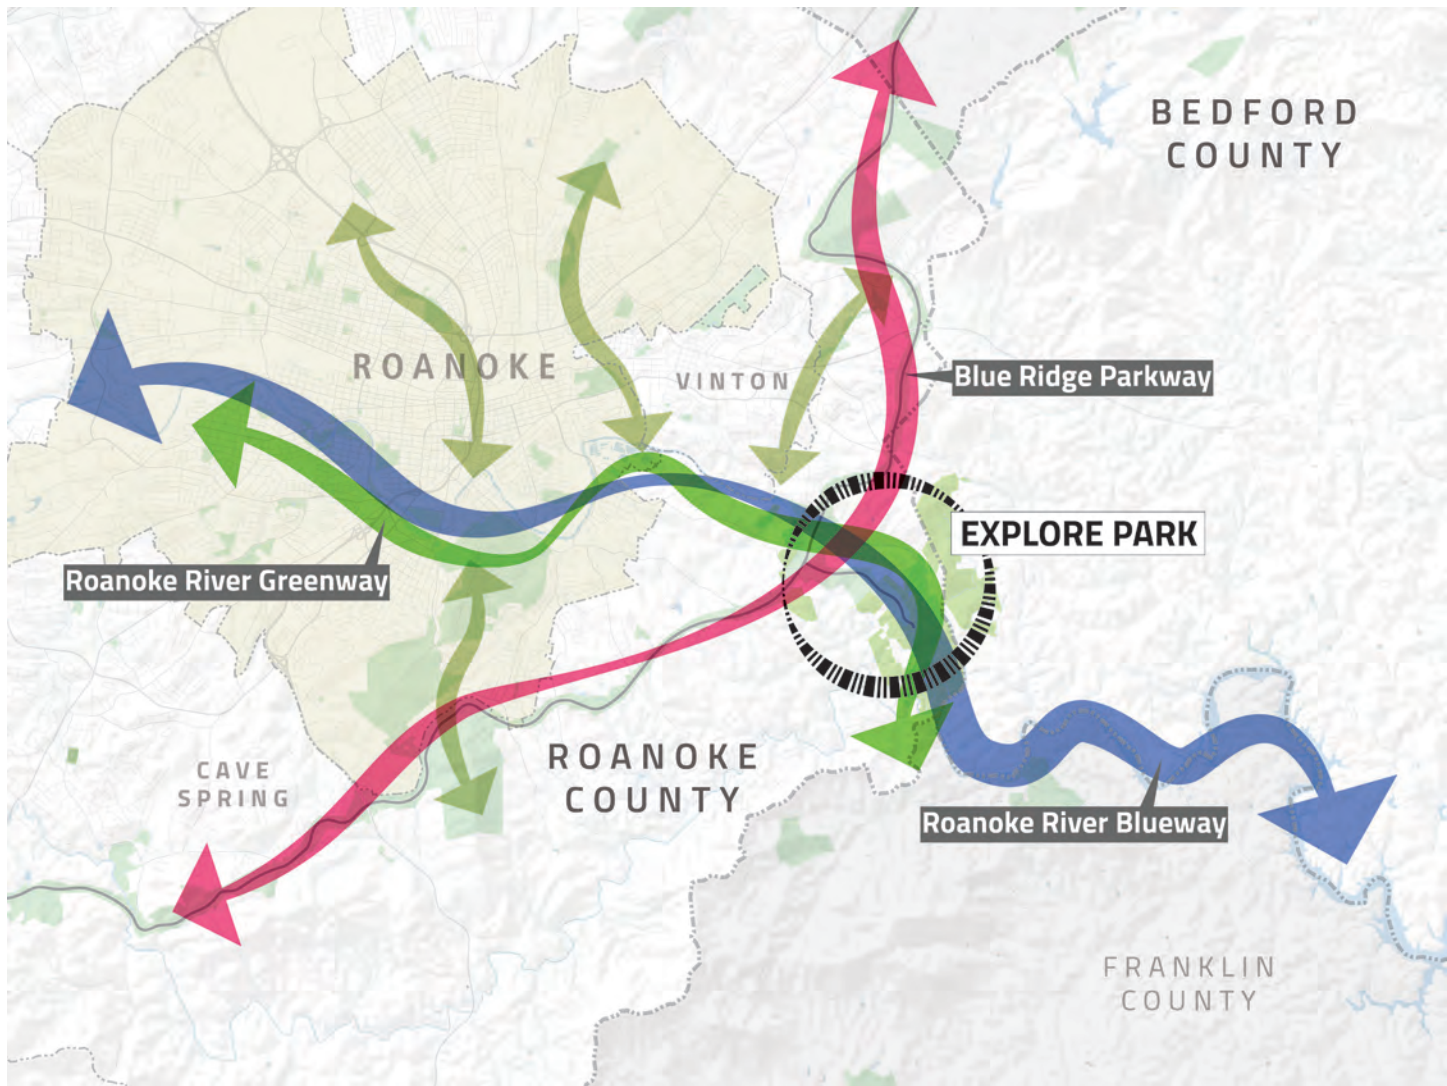 BEDFORD
COUNTY
ROANOKE
VINTON
Blue Ridge Parkway
EXPLORE PARK
Roanoke River Greenway
ROANOKE
COUNTY
CAVE
SPRING
Roanoke River Blueway
FRANKLIN
COUNTY